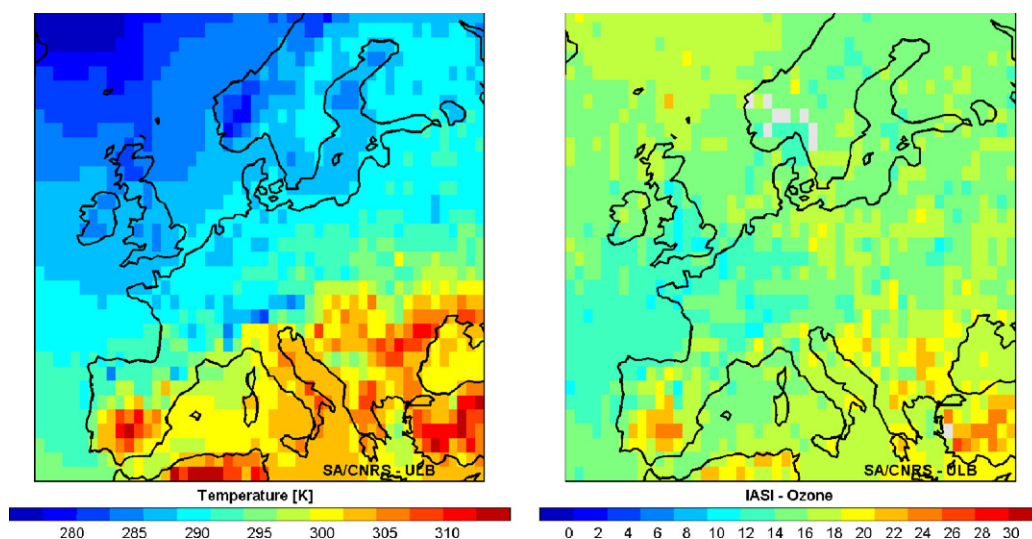 SA/CNRS - ULB
SA/CNRS - ULB
Temperature [K]
IASI - Ozone
280 285 290 295 300 305 310
0 2 4 6 8 10 12 14 16 18 20 22 24 26 28 30